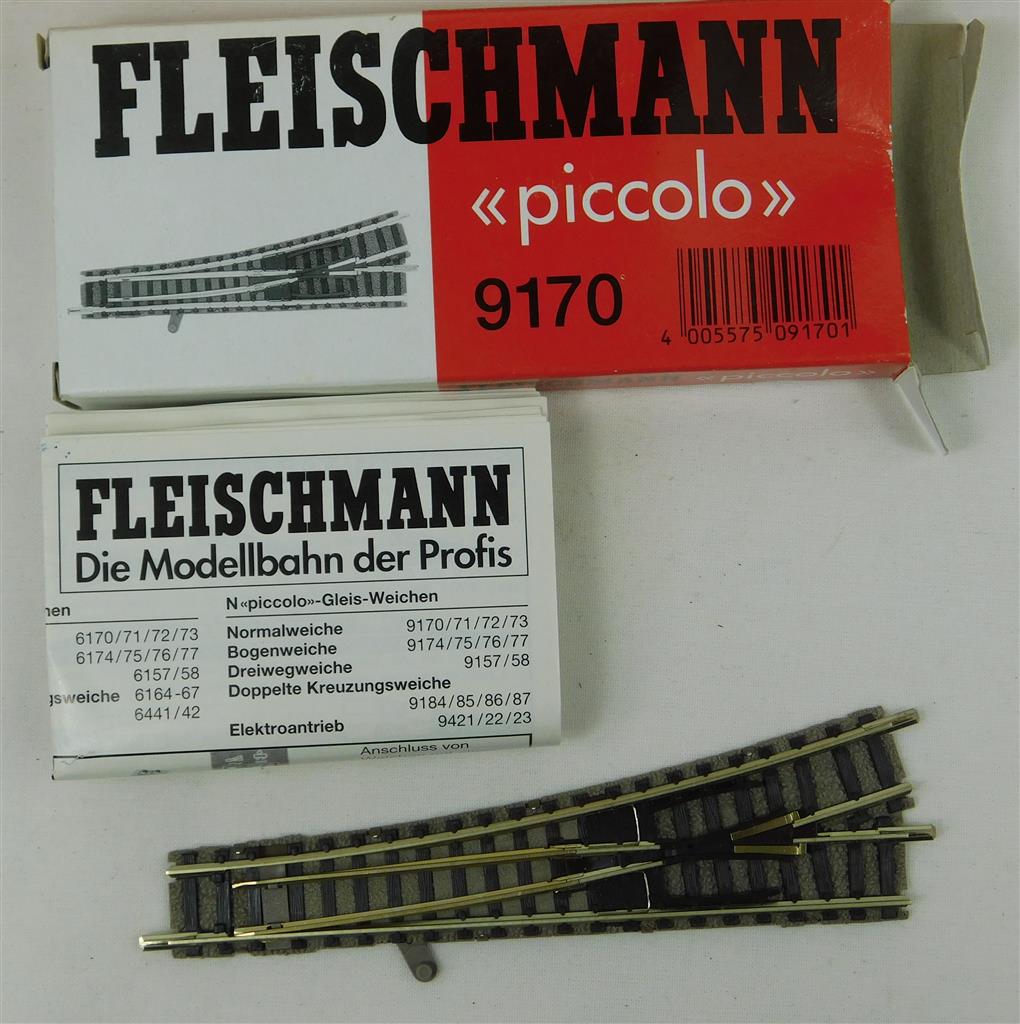 FLEISCHMANN
«piccolo»
9170
4 005575 091701
FLEISCHMANN «piccolo»
FLEISCHMANN
Die Modellbahn der Profis
N«piccolo»-Gleis-Weichen
6170/71/72/73
6174/75/76/77
6157/58
6164-67
6441/42
Normalweiche 9170/71/72/73
Bogenweiche 9174/75/76/77
Dreiwegweiche 9157/58
Doppelte Kreuzungsweiche
9184/85/86/87
Elektroantrieb 9421/22/23
Anschluss von